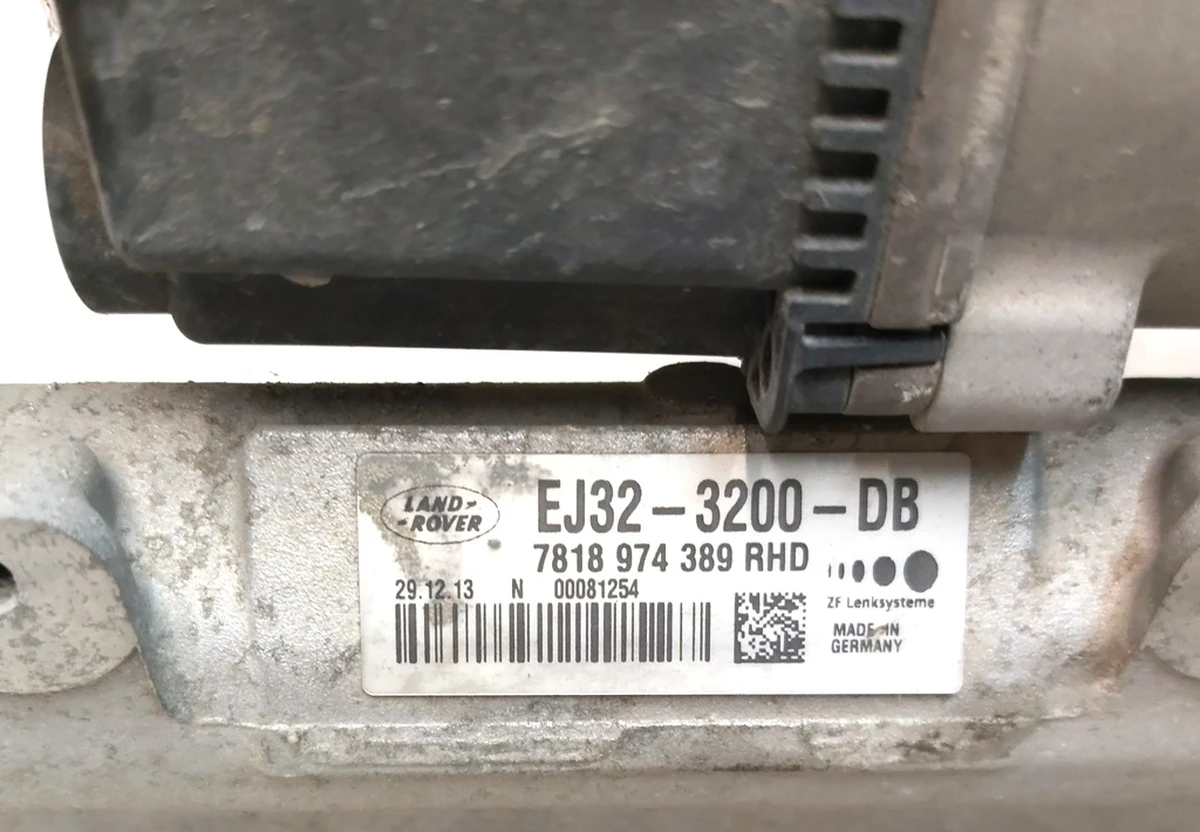 LAND-
-ROVER
EJ32-3200-DB
7818 974 389 RHD
29.12.13 N 00081254
ZF Lenksysteme
MADE IN
GERMANY